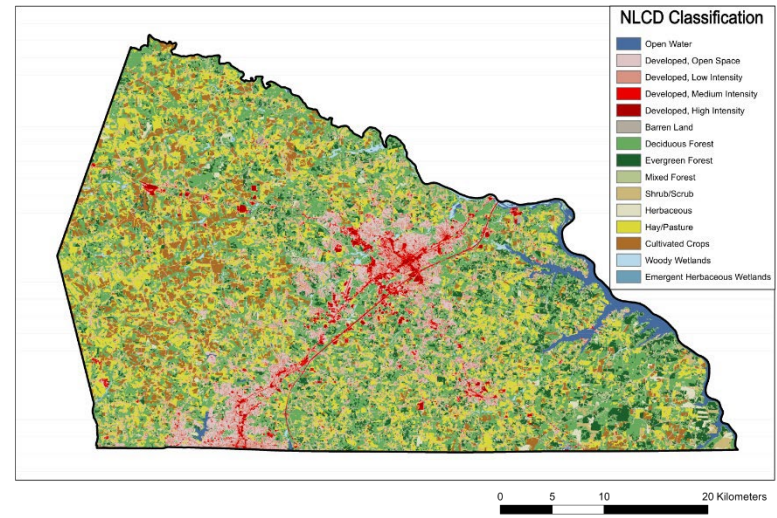 NLCD Classification
Open Water
Developed, Open Space
Developed, Low Intensity
Developed, Medium Intensity
Developed, High Intensity
Barren Land
Deciduous Forest
Evergreen Forest
Mixed Forest
Shrub/Scrub
Herbaceous
Hay/Pasture
Cultivated Crops
Woody Wetlands
Emergent Herbaceous Wetlands
0 5 10 20 Kilometers